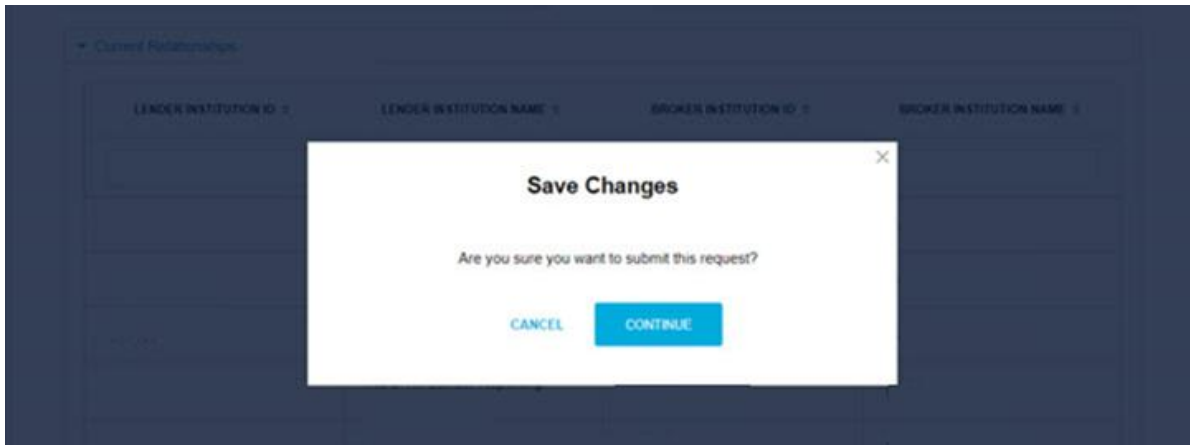 Current Relationships
LENDER INSTITUTION ID
LENDER INSTITUTION NAME
BROKER INSTITUTION ID
BROKER INSTITUTION NAME
Save Changes
Are you sure you want to submit this request?
CANCEL
CONTINUE